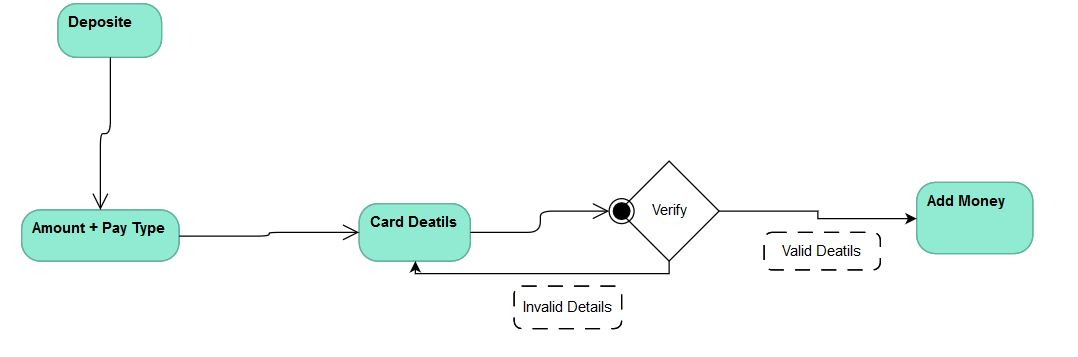 Deposite
Amount + Pay Type
Card Deatils
Verify
Add Money
Valid Deatils
Invalid Details